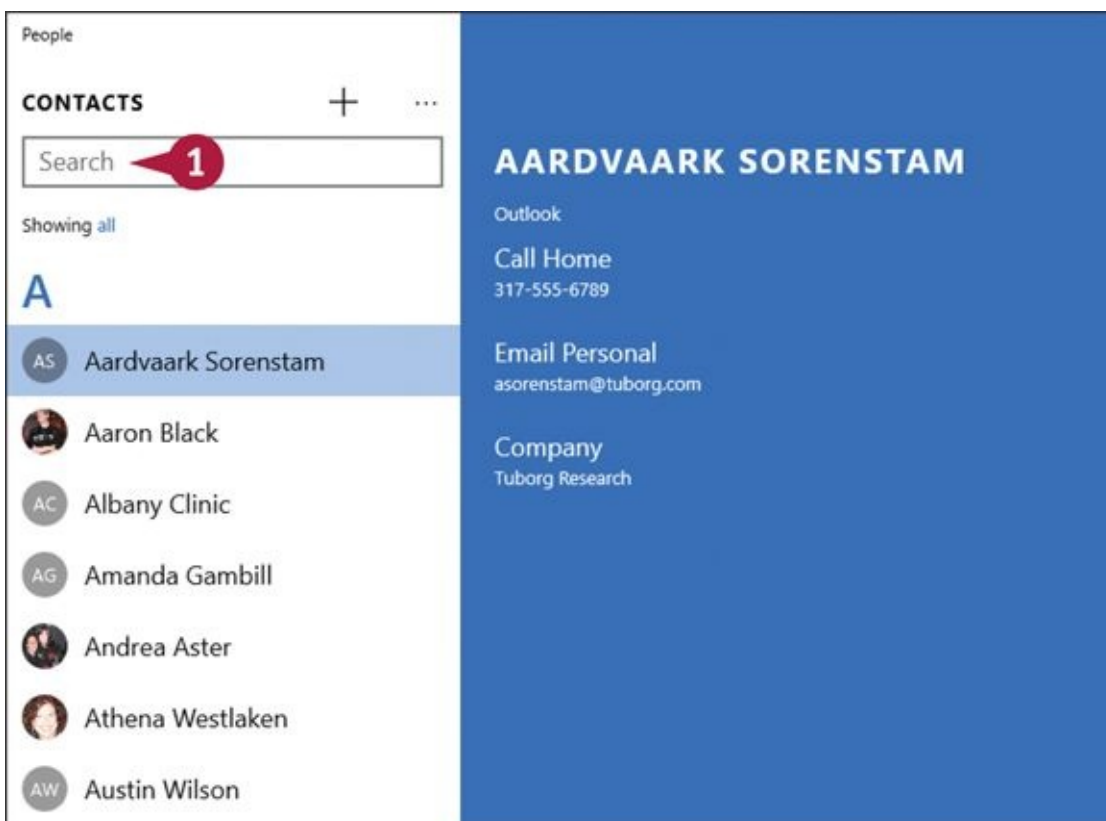 People
CONTACTS + ...
Search 1
Showing all
A
AS Aardvaark Sorenstam
Aaron Black
AC Albany Clinic
AG Amanda Gambill
Andrea Aster
Athena Westlaken
AW Austin Wilson
AARDVAARK SORENSTAM
Outlook
Call Home
317-555-6789
Email Personal
asorenstam@tuborg.com
Company
Tuborg Research